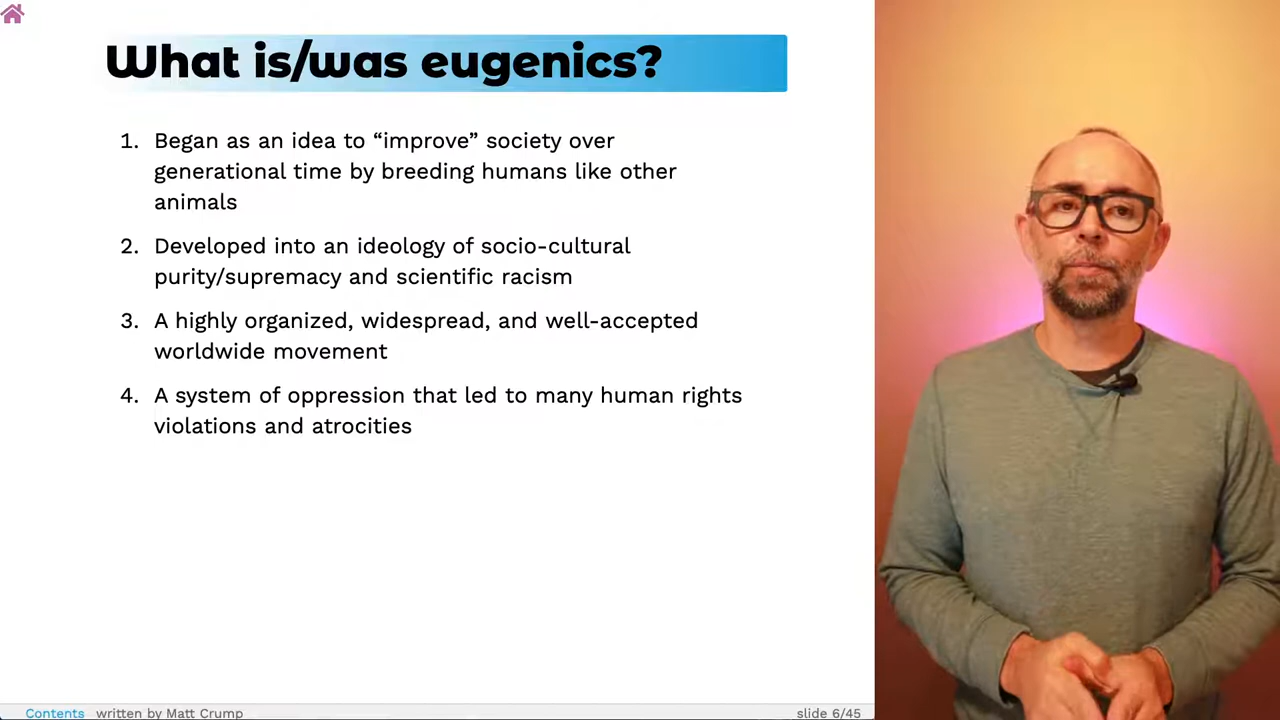 What is/was eugenics?
1. Began as an idea to “improve” society over
generational time by breeding humans like other
animals
2. Developed into an ideology of socio-cultural
purity/supremacy and scientific racism
3. A highly organized, widespread, and well-accepted
worldwide movement
4. A system of oppression that led to many human rights
violations and atrocities
Contents written by Matt Crump
slide 6/45